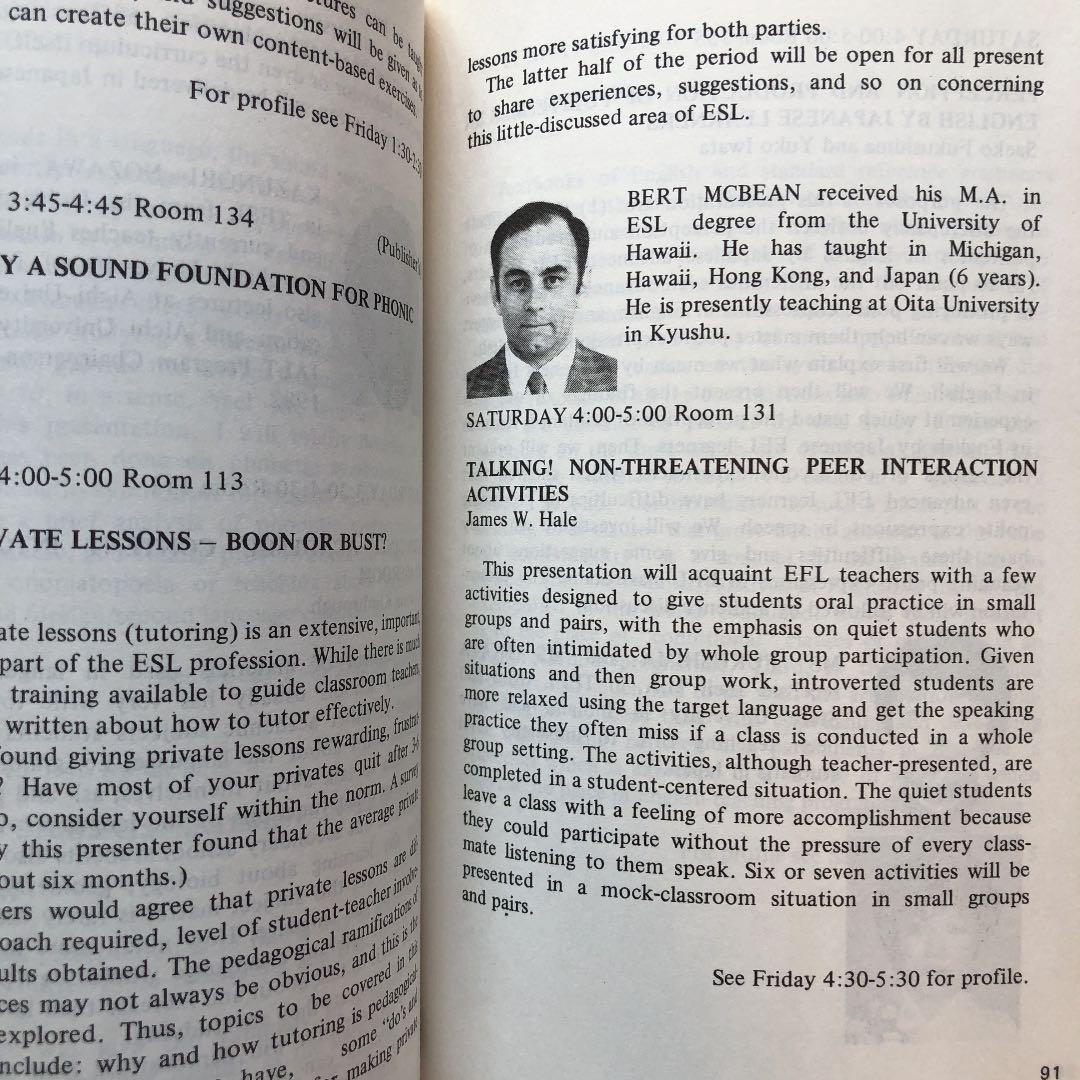 suggestions will be given
can create their own content-based exercises.
For profile see Friday 1:30-2:30
3:45-4:45 Room 134
(Publisher's
Y A SOUND FOUNDATION FOR PHONIC
4:00-5:00 Room 113
VATE LESSONS – BOON OR BUST?
ate lessons (tutoring) is an extensive, important
part of the ESL profession. While there is much
training available to guide classroom teachers,
written about how to tutor effectively.
ound giving private lessons rewarding,
? Have most of your privates quit after 3-6
o, consider yourself within the norm. A survey
y this presenter found that the average private
out six months.)
ers would agree that private lessons are
oach required, level of student-teacher
ults obtained. The pedagogical ramifications of
ces may not always be obvious, and this is the
explored. Thus, topics to be covered in this
nclude: why and how tutoring is pedagogical
have, some "do's and
making private
lessons more satisfying for both parties.
The latter half of the period will be open for all present
to share experiences, suggestions, and so on concerning
this little-discussed area of ESL.
BERT MCBEAN received his M.A. in
ESL degree from the University of
Hawaii. He has taught in Michigan,
Hawaii, Hong Kong, and Japan (6 years).
He is presently teaching at Oita University
in Kyushu.
SATURDAY 4:00-5:00 Room 131
TALKING! NON-THREATENING PEER INTERACTION
ACTIVITIES
James W. Hale
This presentation will acquaint EFL teachers with a few
activities designed to give students oral practice in small
groups and pairs, with the emphasis on quiet students who
are often intimidated by whole group participation. Given
situations and then group work, introverted students are
more relaxed using the target language and get the speaking
practice they often miss if a class is conducted in a whole
group setting. The activities, although teacher-presented, are
completed in a student-centered situation. The quiet students
leave a class with a feeling of more accomplishment because
they could participate without the pressure of every class-
mate listening to them speak. Six or seven activities will be
presented in a mock-classroom situation in small groups
and pairs.
See Friday 4:30-5:30 for profile.
91